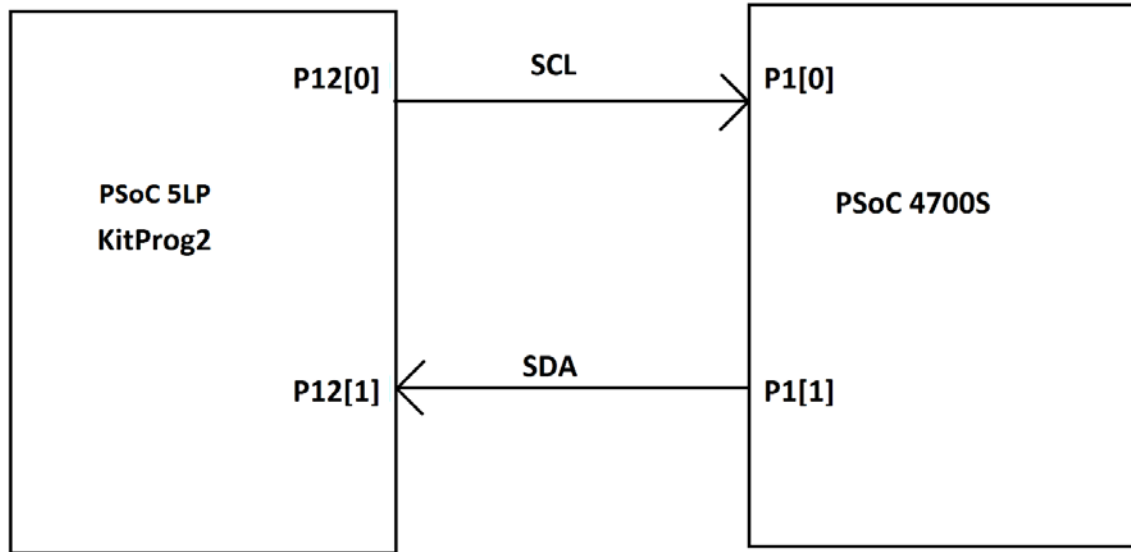 SCL
P12[0]
P1[0]
PSoC 5LP
KitProg2
PSoC 4700S
SDA
P12[1]
P1[1]